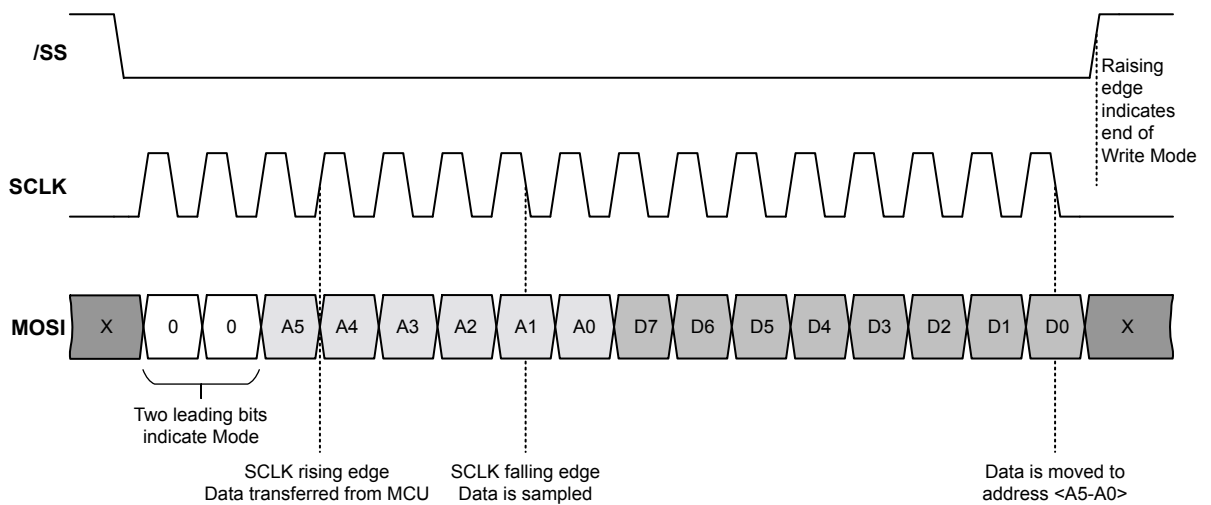 /SS
Raising
edge
indicates
end of
Write Mode
SCLK
MOSI X 0 0 A5 A4 A3 A2 A1 A0 D7 D6 D5 D4 D3 D2 D1 D0 X
Two leading bits
indicate Mode
SCLK rising edge
Data transferred from MCU
SCLK falling edge
Data is sampled
Data is moved to
address <A5-A0>